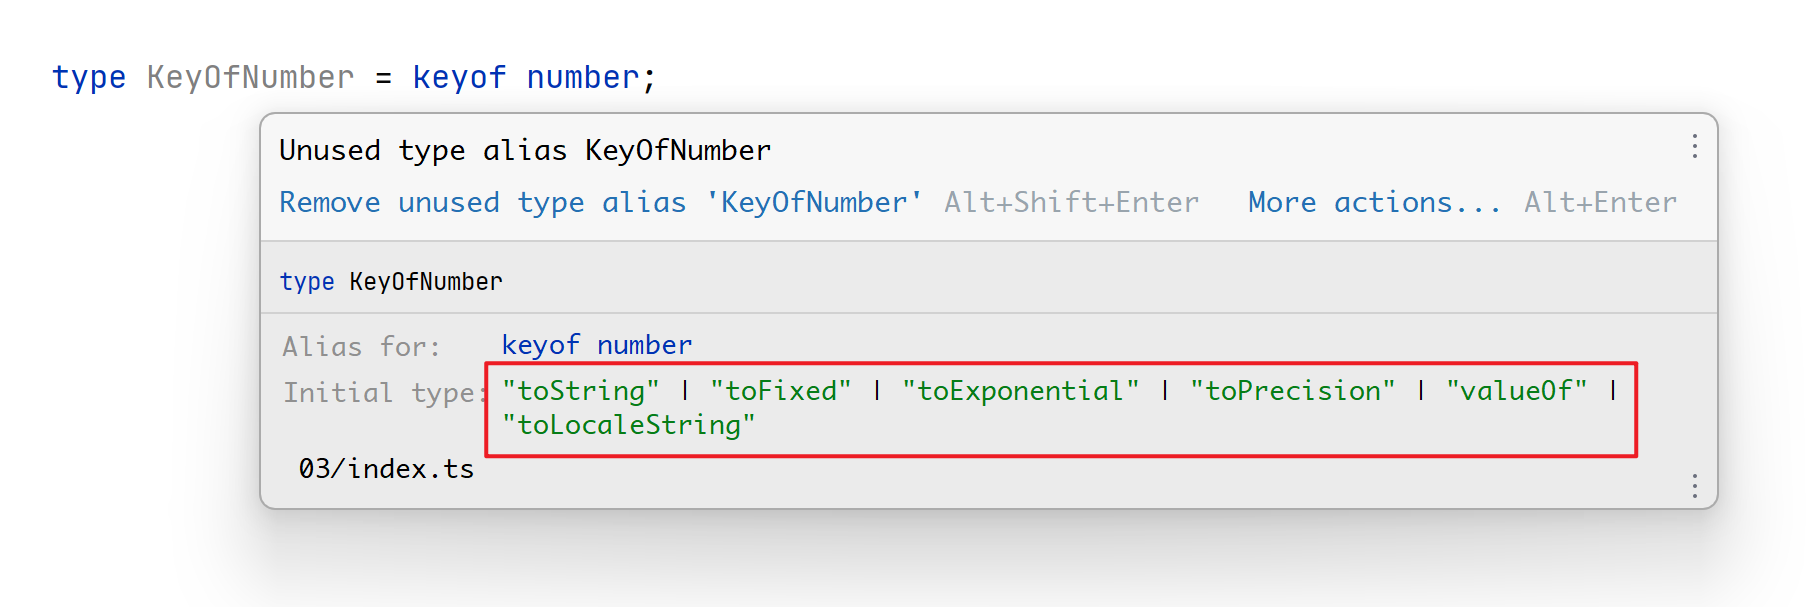 type KeyOfNumber = keyof number;
Unused type alias KeyOfNumber
Remove unused type alias 'KeyOfNumber' Alt+Shift+Enter More actions... Alt+Enter
type KeyOfNumber
Alias for: keyof number
Initial type: "toString" | "toFixed" | "toExponential" | "toPrecision" | "valueOf" |
"toLocaleString"
03/index.ts